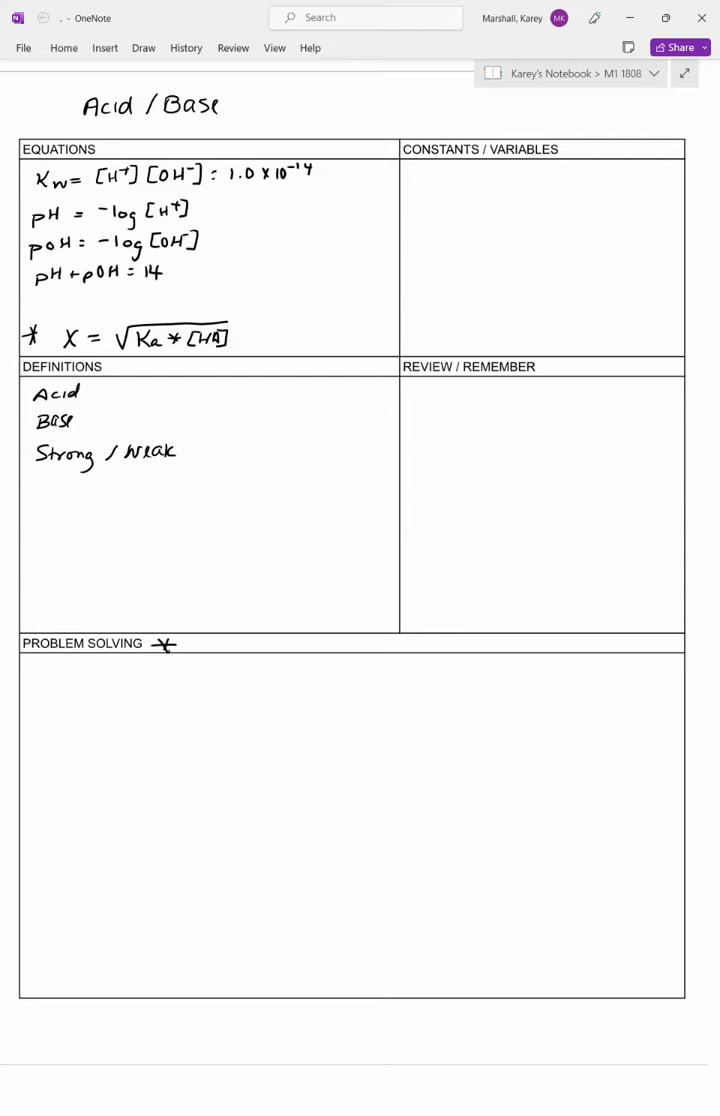 . - OneNote
Search
Marshall, Karey MK
File Home Insert Draw History Review View Help Share
Karey's Notebook > M1 1808
Acid / Base
EQUATIONS
Kw = [H⁺] [OH⁻] = 1.0 × 10⁻¹⁴
pH = -log [H⁺]
pOH = -log [OH⁻]
pH + pOH = 14
* X = √Ka * [HA]
CONSTANTS / VARIABLES
DEFINITIONS
Acid
Base
Strong / Weak
REVIEW / REMEMBER
PROBLEM SOLVING *